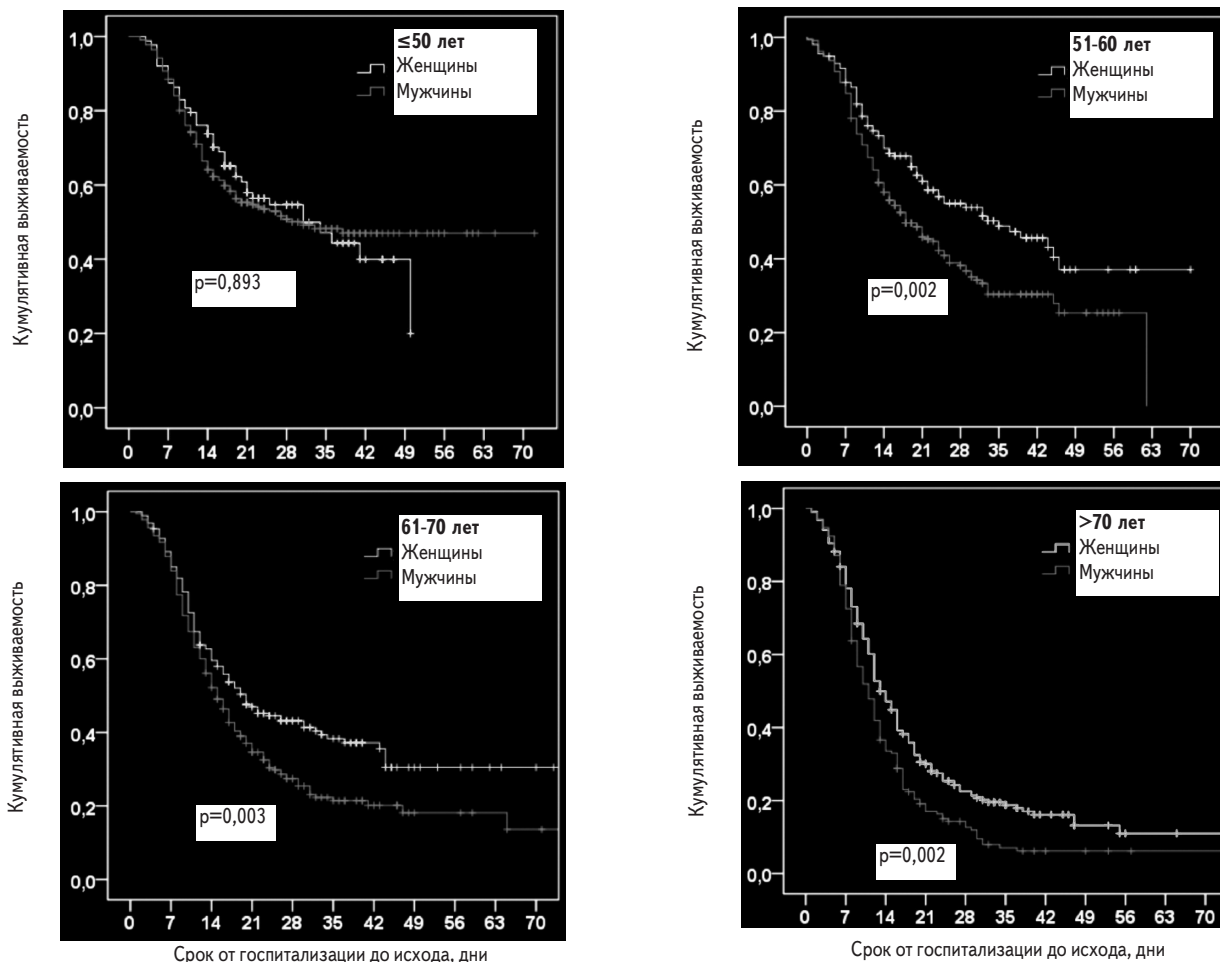 ≤50 лет
Женщины
Мужчины
Кумулятивная выживаемость
1,0
0,8
0,6
0,4
0,2
0,0
p=0,893
0 7 14 21 28 35 42 49 56 63 70
51-60 лет
Женщины
Мужчины
Кумулятивная выживаемость
1,0
0,8
0,6
0,4
0,2
0,0
p=0,002
0 7 14 21 28 35 42 49 56 63 70
61-70 лет
Женщины
Мужчины
Кумулятивная выживаемость
1,0
0,8
0,6
0,4
0,2
0,0
p=0,003
0 7 14 21 28 35 42 49 56 63 70
Срок от госпитализации до исхода, дни
>70 лет
Женщины
Мужчины
Кумулятивная выживаемость
1,0
0,8
0,6
0,4
0,2
0,0
p=0,002
0 7 14 21 28 35 42 49 56 63 70
Срок от госпитализации до исхода, дни